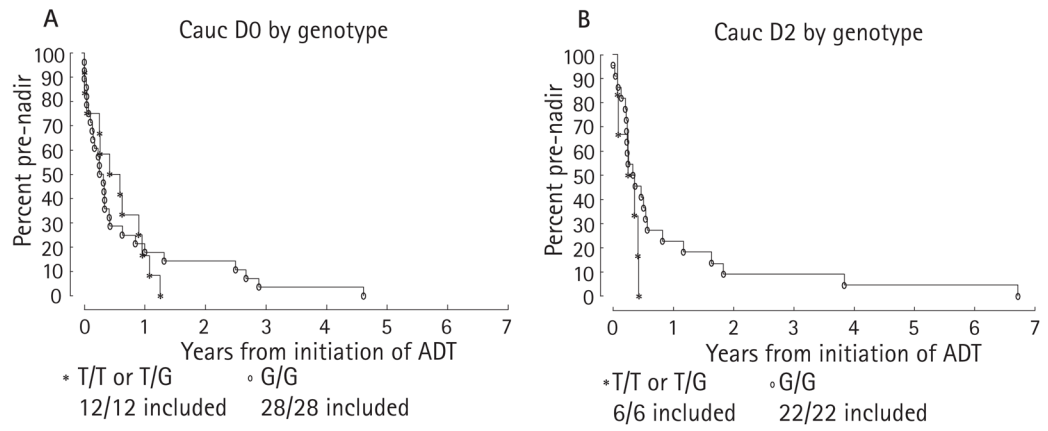 A
Cauc D0 by genotype
Percent pre-nadir
100
90
80
70
60
50
40
30
20
10
0
0 1 2 3 4 5 6 7
Years from initiation of ADT
* T/T or T/G o G/G
12/12 included 28/28 included
B
Cauc D2 by genotype
Percent pre-nadir
100
90
80
70
60
50
40
30
20
10
0
0 1 2 3 4 5 6 7
Years from initiation of ADT
* T/T or T/G o G/G
6/6 included 22/22 included